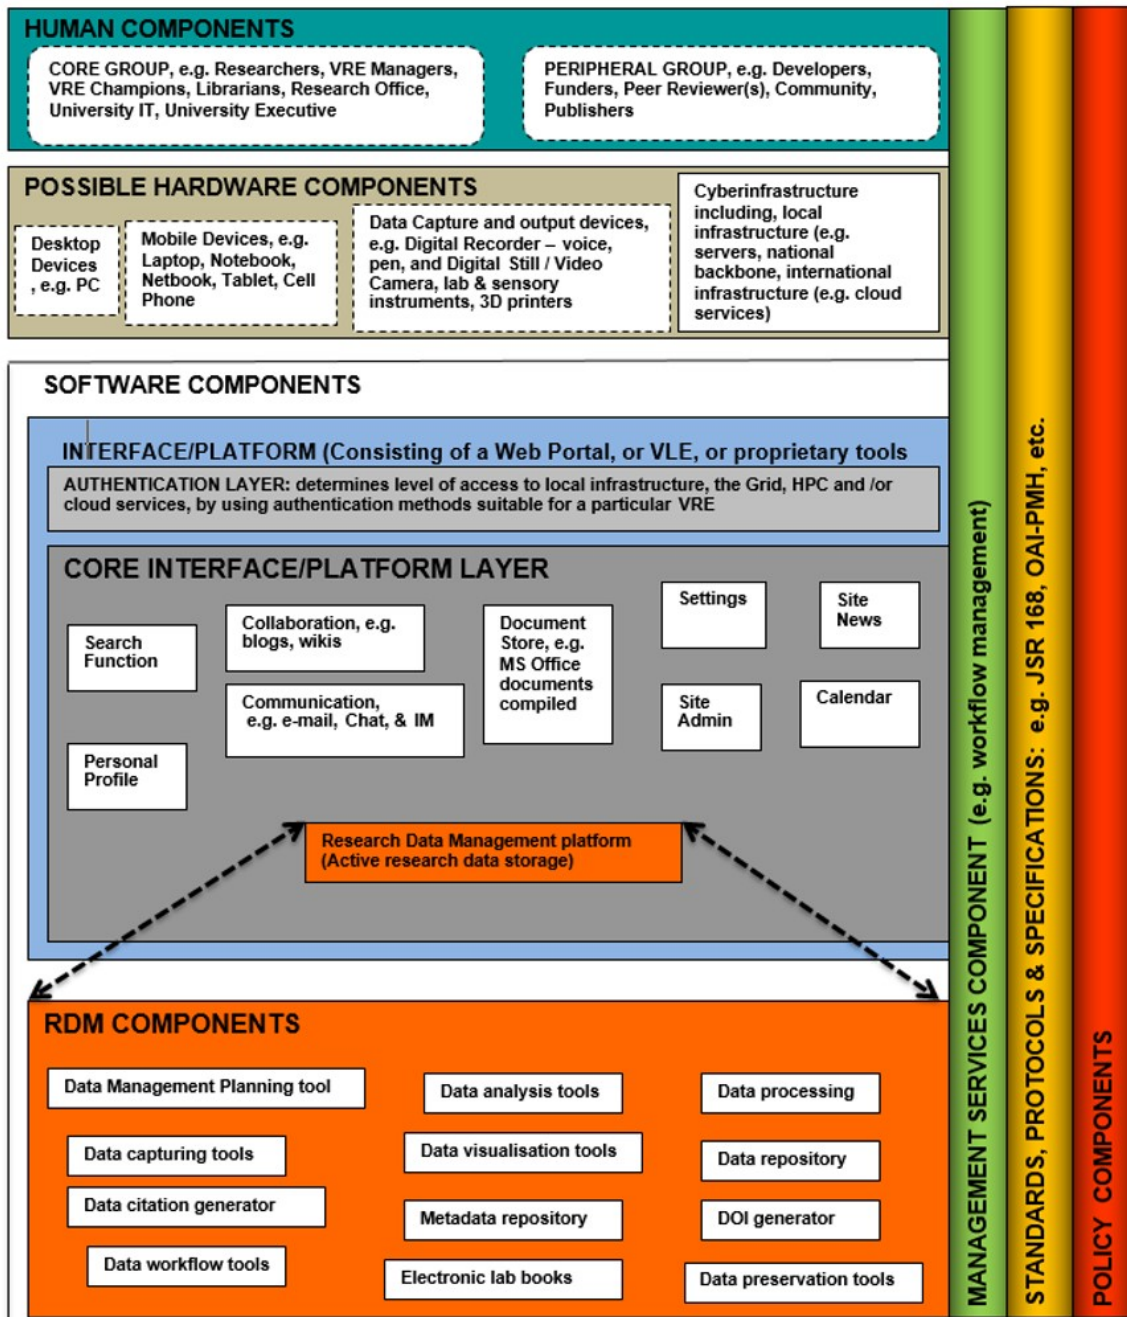 HUMAN COMPONENTS
CORE GROUP, e.g. Researchers, VRE Managers,
VRE Champions, Librarians, Research Office,
University IT, University Executive
PERIPHERAL GROUP, e.g. Developers,
Funders, Peer Reviewer(s), Community,
Publishers
POSSIBLE HARDWARE COMPONENTS
Desktop
Devices
, e.g. PC
Mobile Devices, e.g.
Laptop, Notebook,
Netbook, Tablet, Cell
Phone
Data Capture and output devices,
e.g. Digital Recorder – voice,
pen, and Digital Still / Video
Camera, lab & sensory
instruments, 3D printers
Cyberinfrastructure
including, local
infrastructure (e.g.
servers, national
backbone, international
infrastructure (e.g. cloud
services)
SOFTWARE COMPONENTS
INTERFACE/PLATFORM (Consisting of a Web Portal, or VLE, or proprietary tools
AUTHENTICATION LAYER: determines level of access to local infrastructure, the Grid, HPC and /or
cloud services, by using authentication methods suitable for a particular VRE
CORE INTERFACE/PLATFORM LAYER
Search
Function
Collaboration, e.g.
blogs, wikis
Document
Store, e.g.
MS Office
documents
compiled
Settings
Site
News
Communication,
e.g. e-mail, Chat, & IM
Site
Admin
Calendar
Personal
Profile
Research Data Management platform
(Active research data storage)
RDM COMPONENTS
Data Management Planning tool
Data analysis tools
Data processing
Data capturing tools
Data visualisation tools
Data repository
Data citation generator
Metadata repository
DOI generator
Data workflow tools
Electronic lab books
Data preservation tools
MANAGEMENT SERVICES COMPONENT (e.g. workflow management)
STANDARDS, PROTOCOLS & SPECIFICATIONS: e.g. JSR 168, OAI-PMH, etc.
POLICY COMPONENTS